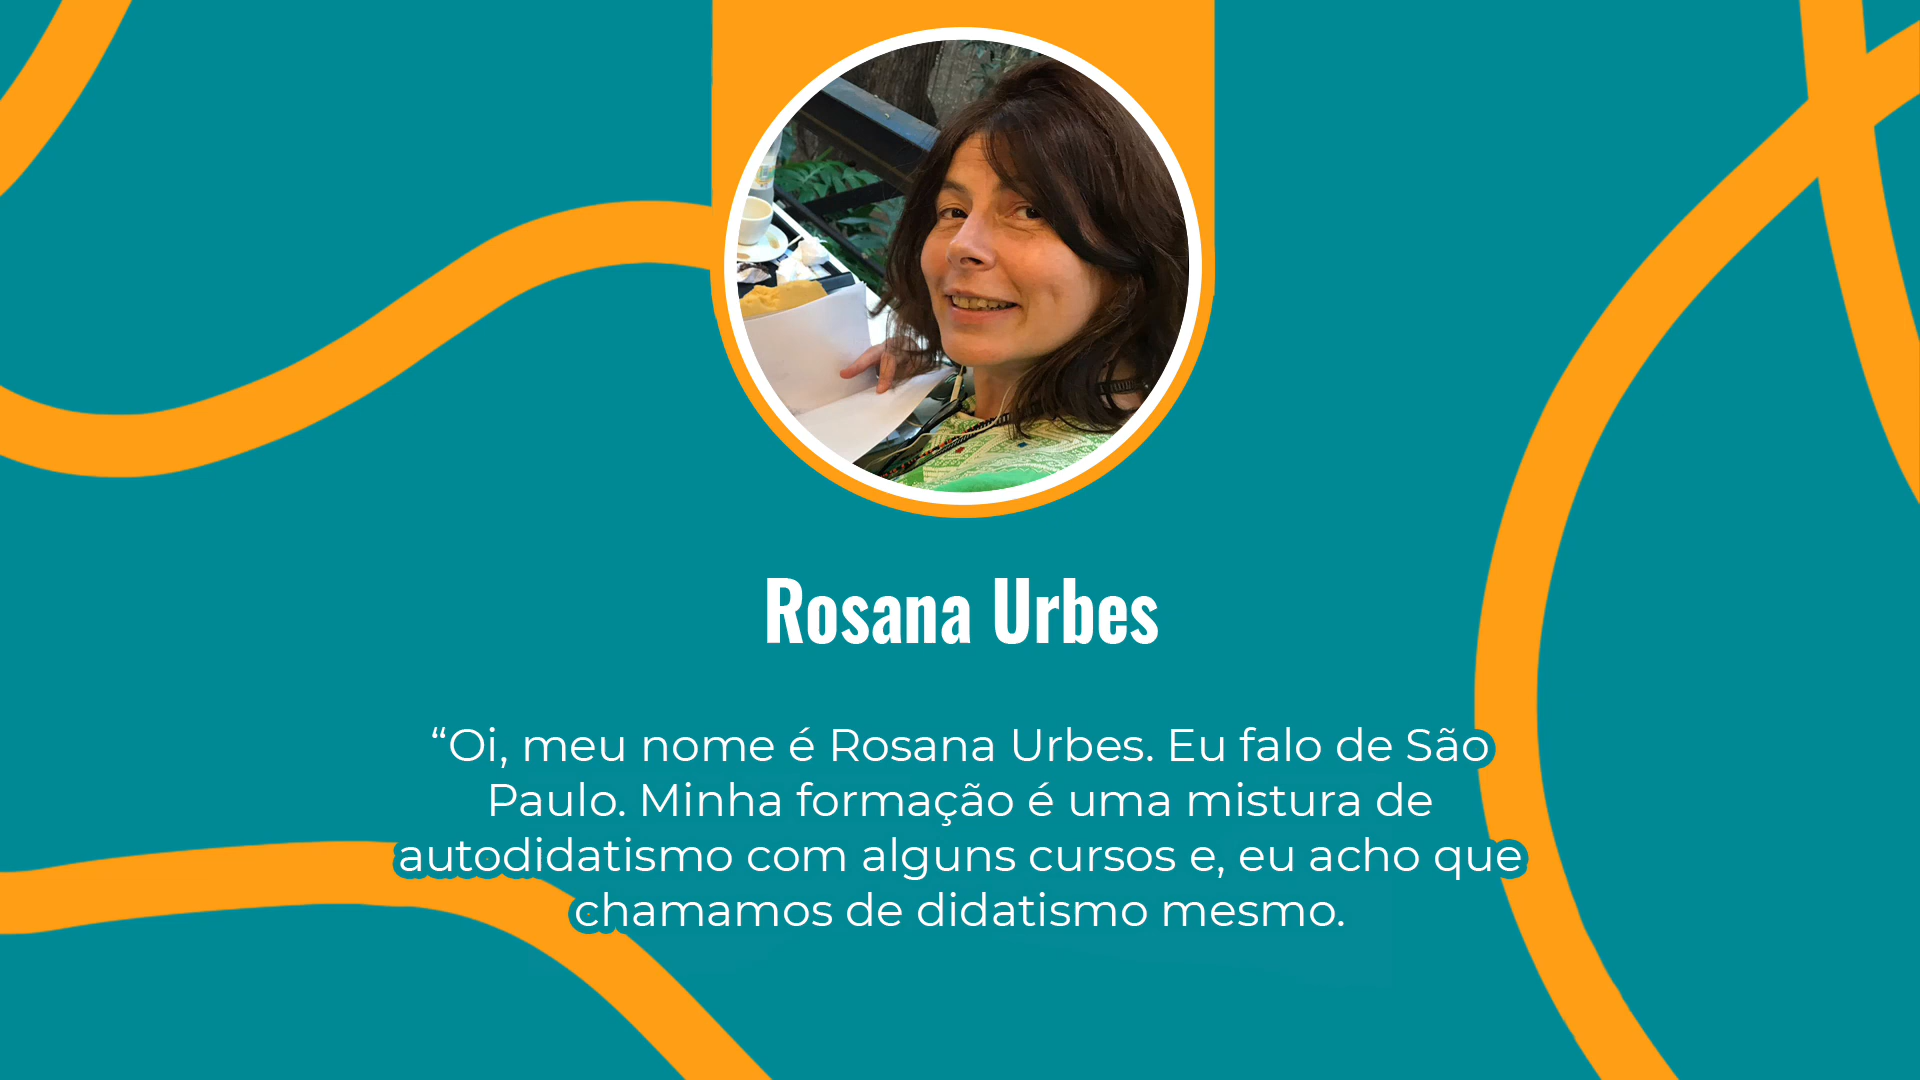 Rosana Urbes
“Oi, meu nome é Rosana Urbes. Eu falo de São
Paulo. Minha formação é uma mistura de
autodidatismo com alguns cursos e, eu acho que
chamamos de didatismo mesmo.